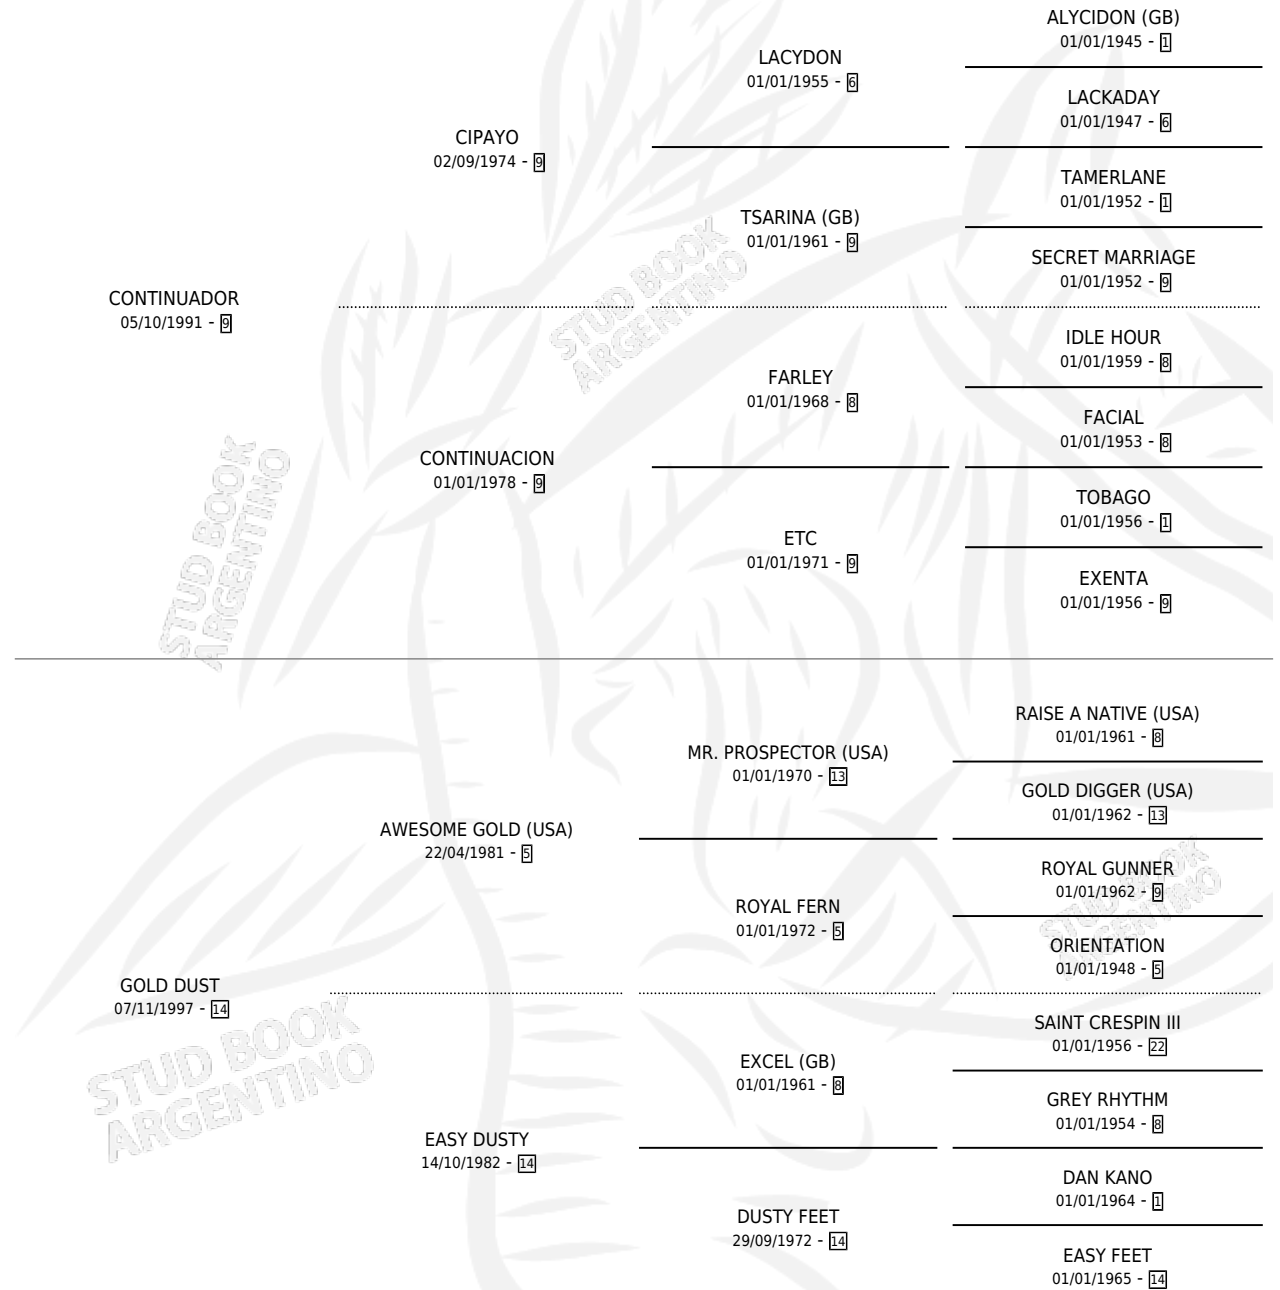 ALYCIDON (GB)
01/01/1945 - 1
LACYDON
01/01/1955 - 6
LACKADAY
01/01/1947 - 6
CIPAYO
02/09/1974 - 9
TAMERLANE
01/01/1952 - 1
TSARINA (GB)
01/01/1961 - 9
SECRET MARRIAGE
01/01/1952 - 9
CONTINUADOR
05/10/1991 - 9
STUD BOOK
ARGENTINO
IDLE HOUR
01/01/1959 - 8
FARLEY
01/01/1968 - 8
FACIAL
01/01/1953 - 8
CONTINUACION
01/01/1978 - 9
TOBAGO
01/01/1956 - 1
ETC
01/01/1971 - 9
EXENTA
01/01/1956 - 9
STUD BOOK
ARGENTINO
RAISE A NATIVE (USA)
01/01/1961 - 8
MR. PROSPECTOR (USA)
01/01/1970 - 13
GOLD DIGGER (USA)
01/01/1962 - 13
AWESOME GOLD (USA)
22/04/1981 - 5
ROYAL GUNNER
01/01/1962 - 9
ROYAL FERN
01/01/1972 - 5
STUD BOOK
ARGENTINO
ORIENTATION
01/01/1948 - 5
GOLD DUST
07/11/1997 - 14
SAINT CRESPIN III
01/01/1956 - 22
EXCEL (GB)
01/01/1961 - 8
STUD BOOK
ARGENTINO
GREY RHYTHM
01/01/1954 - 8
EASY DUSTY
14/10/1982 - 14
DAN KANO
01/01/1964 - 1
DUSTY FEET
29/09/1972 - 14
EASY FEET
01/01/1965 - 14